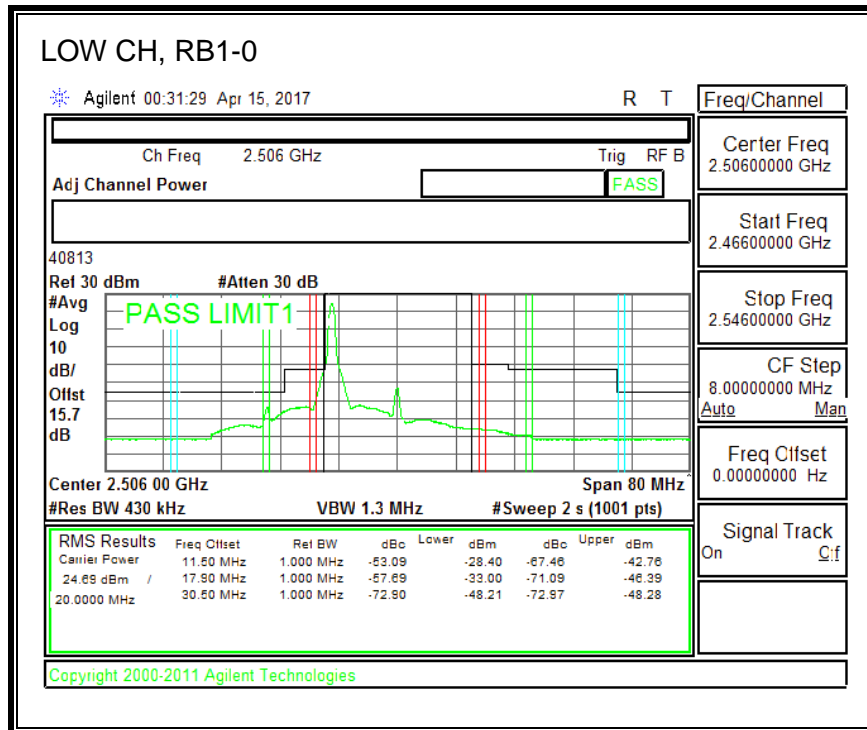 LOW CH, RB1-0
Agilent 00:31:29 Apr 15, 2017 R T
Freq/Channel
Ch Freq 2.506 GHz Trig RF B
Adj Channel Power PASS
Center Freq
2.50600000 GHz
Start Freq
2.46600000 GHz
Stop Freq
2.54600000 GHz
CF Step
8.00000000 MHz
Auto Man
Freq Offset
0.00000000 Hz
Signal Track
On Off
40813
Ref 30 dBm #Atten 30 dB
#Avg
Log
10
dB/
Offst
15.7
dB
PASS LIMIT1
Center 2.506 00 GHz Span 80 MHz
#Res BW 430 kHz VBW 1.3 MHz #Sweep 2 s (1001 pts)
RMS Results Freq Offset Ref BW dBc Lower dBm dBc Upper dBm
Carrier Power 11.50 MHz 1.000 MHz -53.09 -28.40 -67.46 -42.76
24.69 dBm / 17.90 MHz 1.000 MHz -57.69 -33.00 -71.09 -46.39
20.0000 MHz 30.50 MHz 1.000 MHz -72.90 -48.21 -72.97 -48.28
Copyright 2000-2011 Agilent Technologies